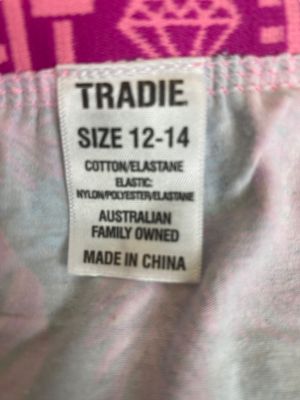 TRADIE
SIZE 12-14
COTTON/ELASTANE
ELASTIC:
NYLON/POLYESTER/ELASTANE
AUSTRALIAN
FAMILY OWNED
MADE IN CHINA